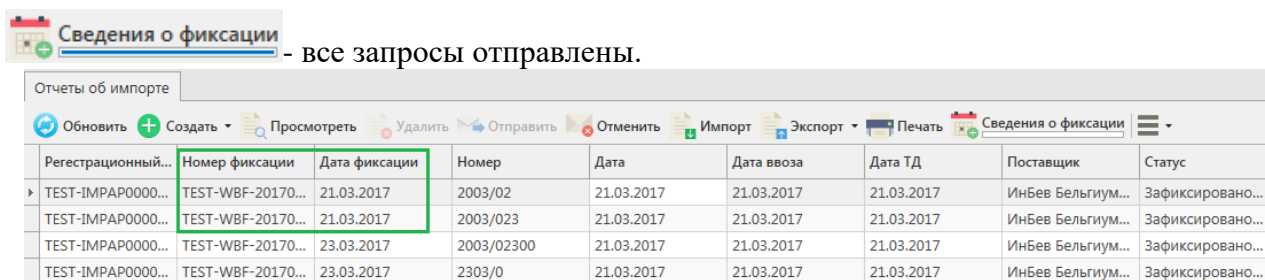 Сведения о фиксации - все запросы отправлены.
Отчеты об импорте
Обновить Создать Просмотреть Удалить Отправить Отменить Импорт Экспорт Печать Сведения о фиксации
Регестрационный... Номер фиксации Дата фиксации Номер Дата Дата ввоза Дата ТД Поставщик Статус
TEST-IMPAP0000... TEST-WBF-20170... 21.03.2017 2003/02 21.03.2017 21.03.2017 21.03.2017 ИнБев Бельгиум... Зафиксировано...
TEST-IMPAP0000... TEST-WBF-20170... 21.03.2017 2003/023 21.03.2017 21.03.2017 21.03.2017 ИнБев Бельгиум... Зафиксировано...
TEST-IMPAP0000... TEST-WBF-20170... 23.03.2017 2003/02300 21.03.2017 21.03.2017 21.03.2017 ИнБев Бельгиум... Зафиксировано...
TEST-IMPAP0000... TEST-WBF-20170... 23.03.2017 2303/0 21.03.2017 21.03.2017 21.03.2017 ИнБев Бельгиум... Зафиксировано...